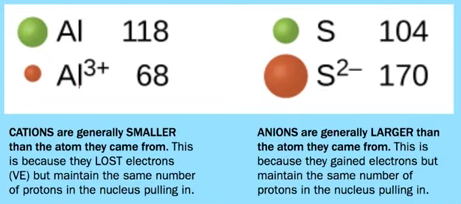 Al 118
Al³⁺ 68
S 104
S²⁻ 170
CATIONS are generally SMALLER
than the atom they came from. This
is because they LOST electrons
(VE) but maintain the same number
of protons in the nucleus pulling in.
ANIONS are generally LARGER than
the atom they came from. This is
because they gained electrons but
maintain the same number of
protons in the nucleus pulling in.